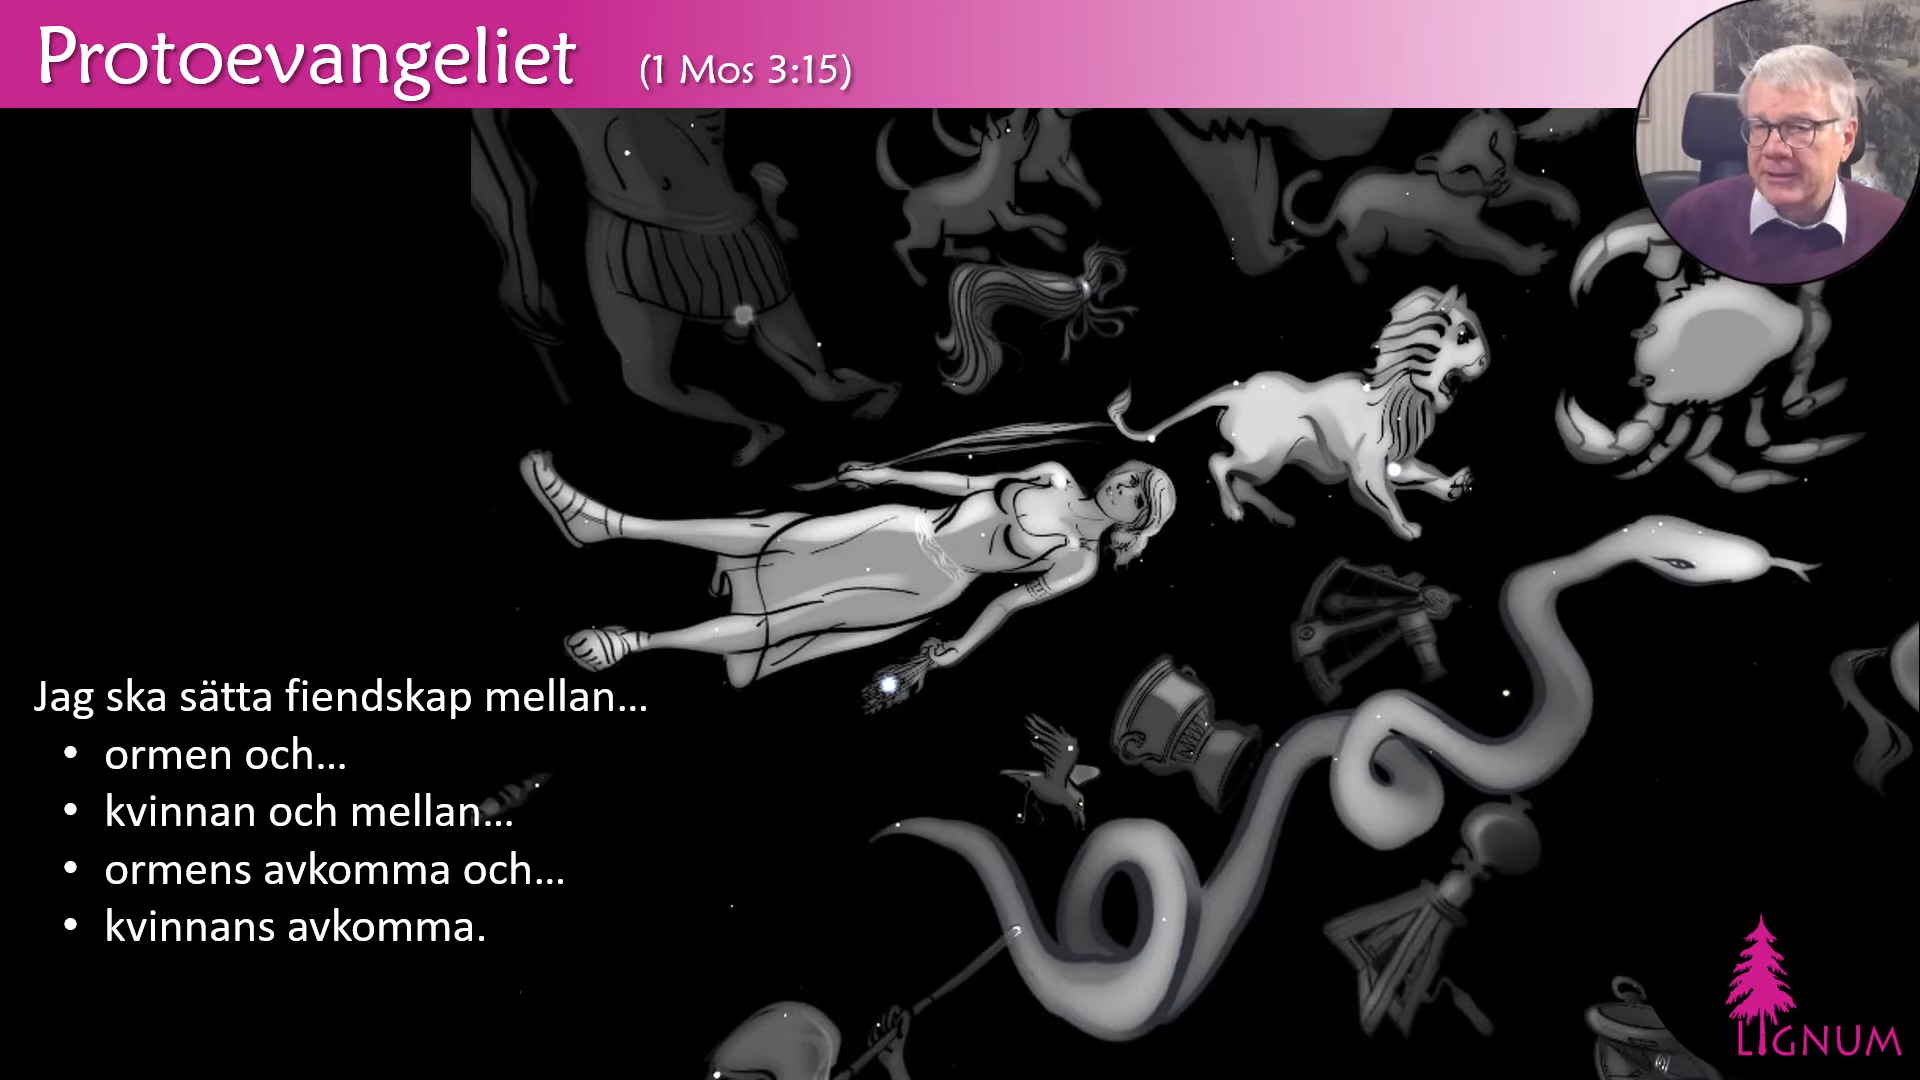 Protoevangeliet (1 Mos 3:15)
Jag ska sätta fiendskap mellan…
• ormen och…
• kvinnan och mellan…
• ormens avkomma och…
• kvinnans avkomma.
LIGNUM